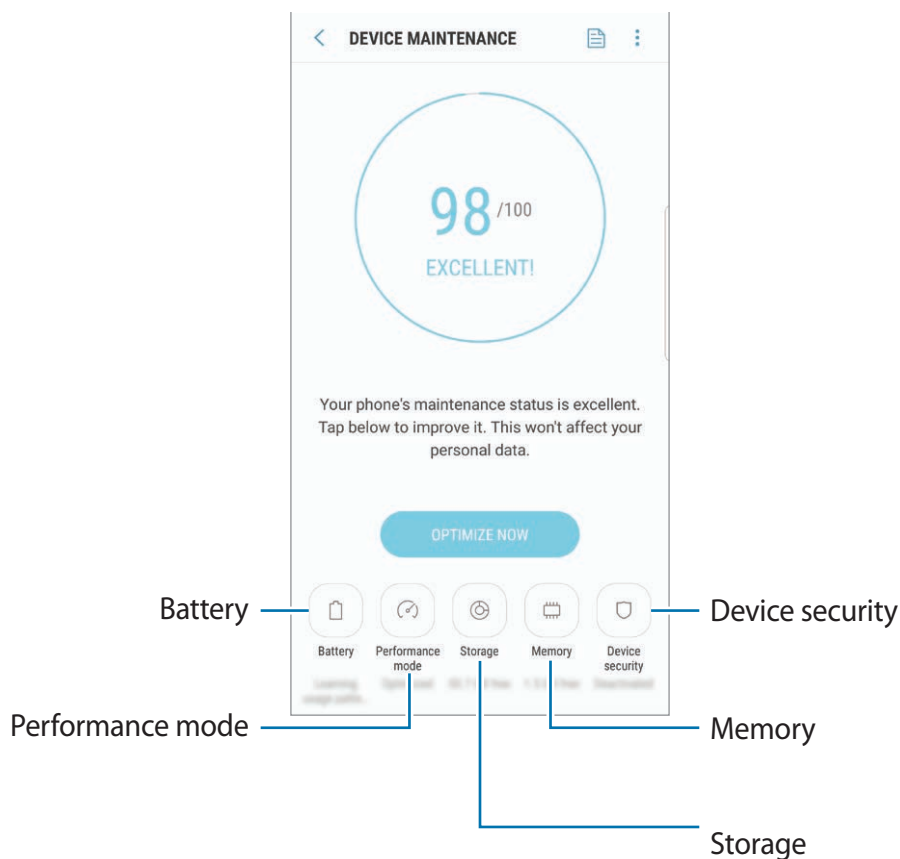 DEVICE MAINTENANCE
98 /100
EXCELLENT!
Your phone's maintenance status is excellent.
Tap below to improve it. This won't affect your
personal data.
OPTIMIZE NOW
Battery
Device security
Battery
Performance
mode
Storage
Memory
Device
security
Performance mode
Memory
Storage